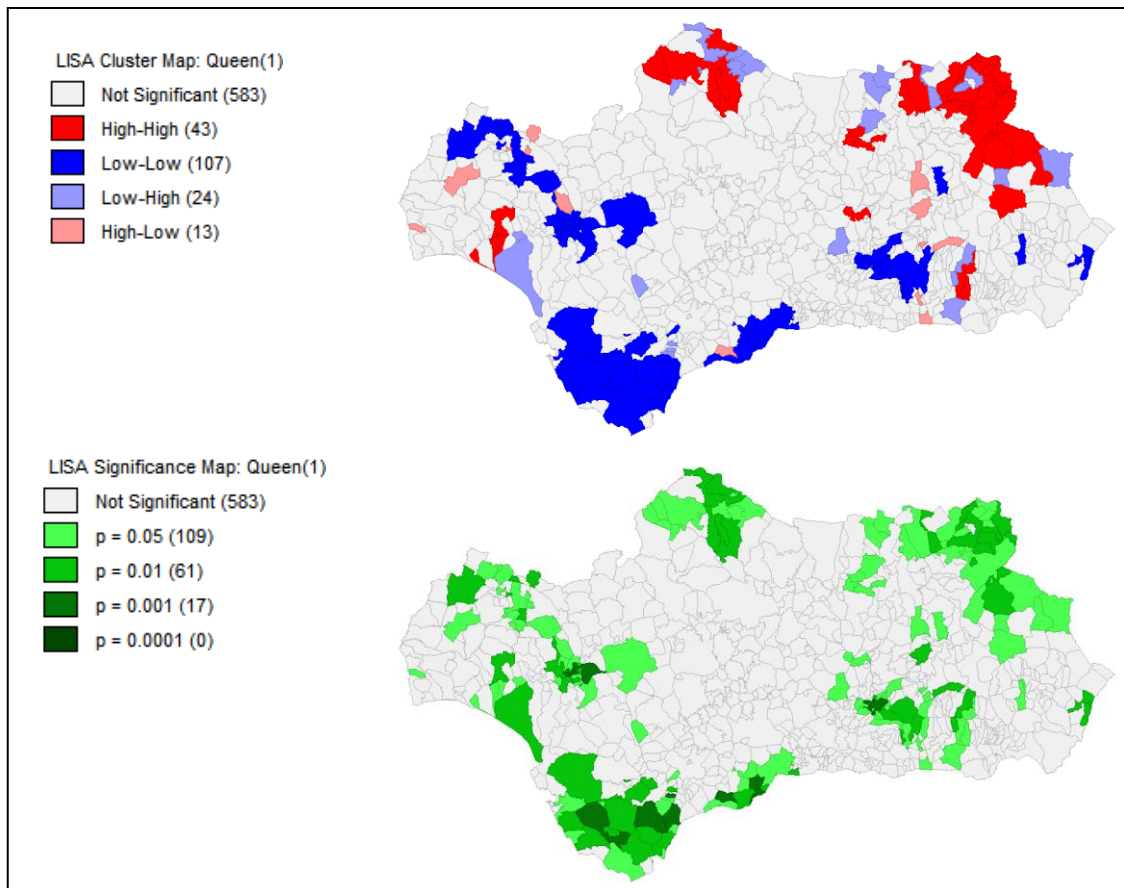 LISA Cluster Map: Queen(1)
Not Significant (583)
High-High (43)
Low-Low (107)
Low-High (24)
High-Low (13)
LISA Significance Map: Queen(1)
Not Significant (583)
p = 0.05 (109)
p = 0.01 (61)
p = 0.001 (17)
p = 0.0001 (0)